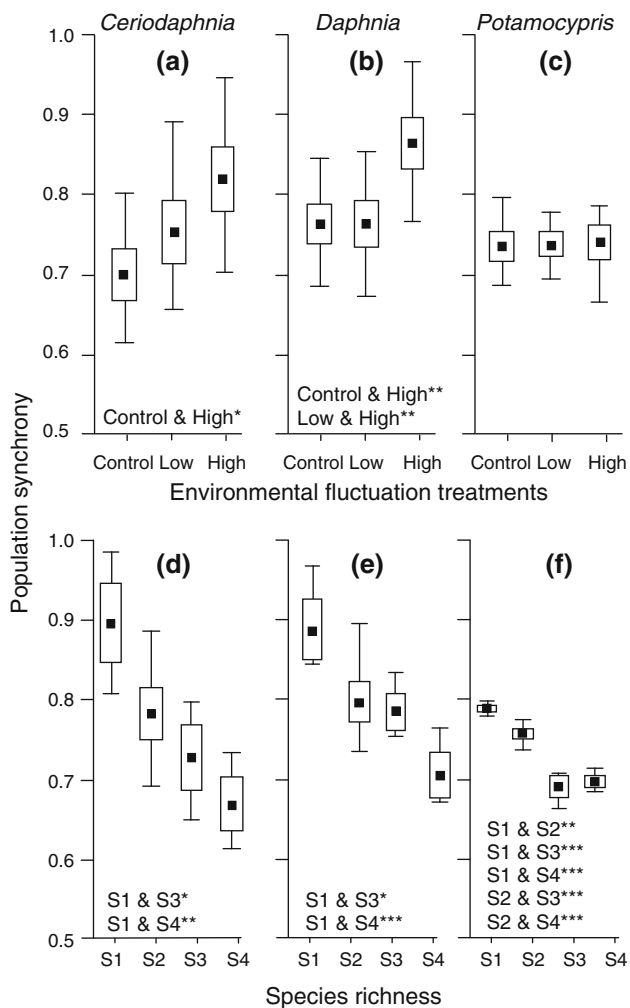 Ceriodaphnia Daphnia Potamocypris
(a) (b) (c)
1.0
0.9
0.8
0.7
0.6
0.5
Control & High*
Control & High**
Low & High**
Control Low High Control Low High Control Low High
Environmental fluctuation treatments
Population synchrony
(d) (e) (f)
1.0
0.9
0.8
0.7
0.6
0.5
S1 & S3*
S1 & S4**
S1 & S3*
S1 & S4***
S1 & S2**
S1 & S3***
S1 & S4***
S2 & S3***
S2 & S4***
S1 S2 S3 S4 S1 S2 S3 S4 S1 S2 S3 S4
Species richness